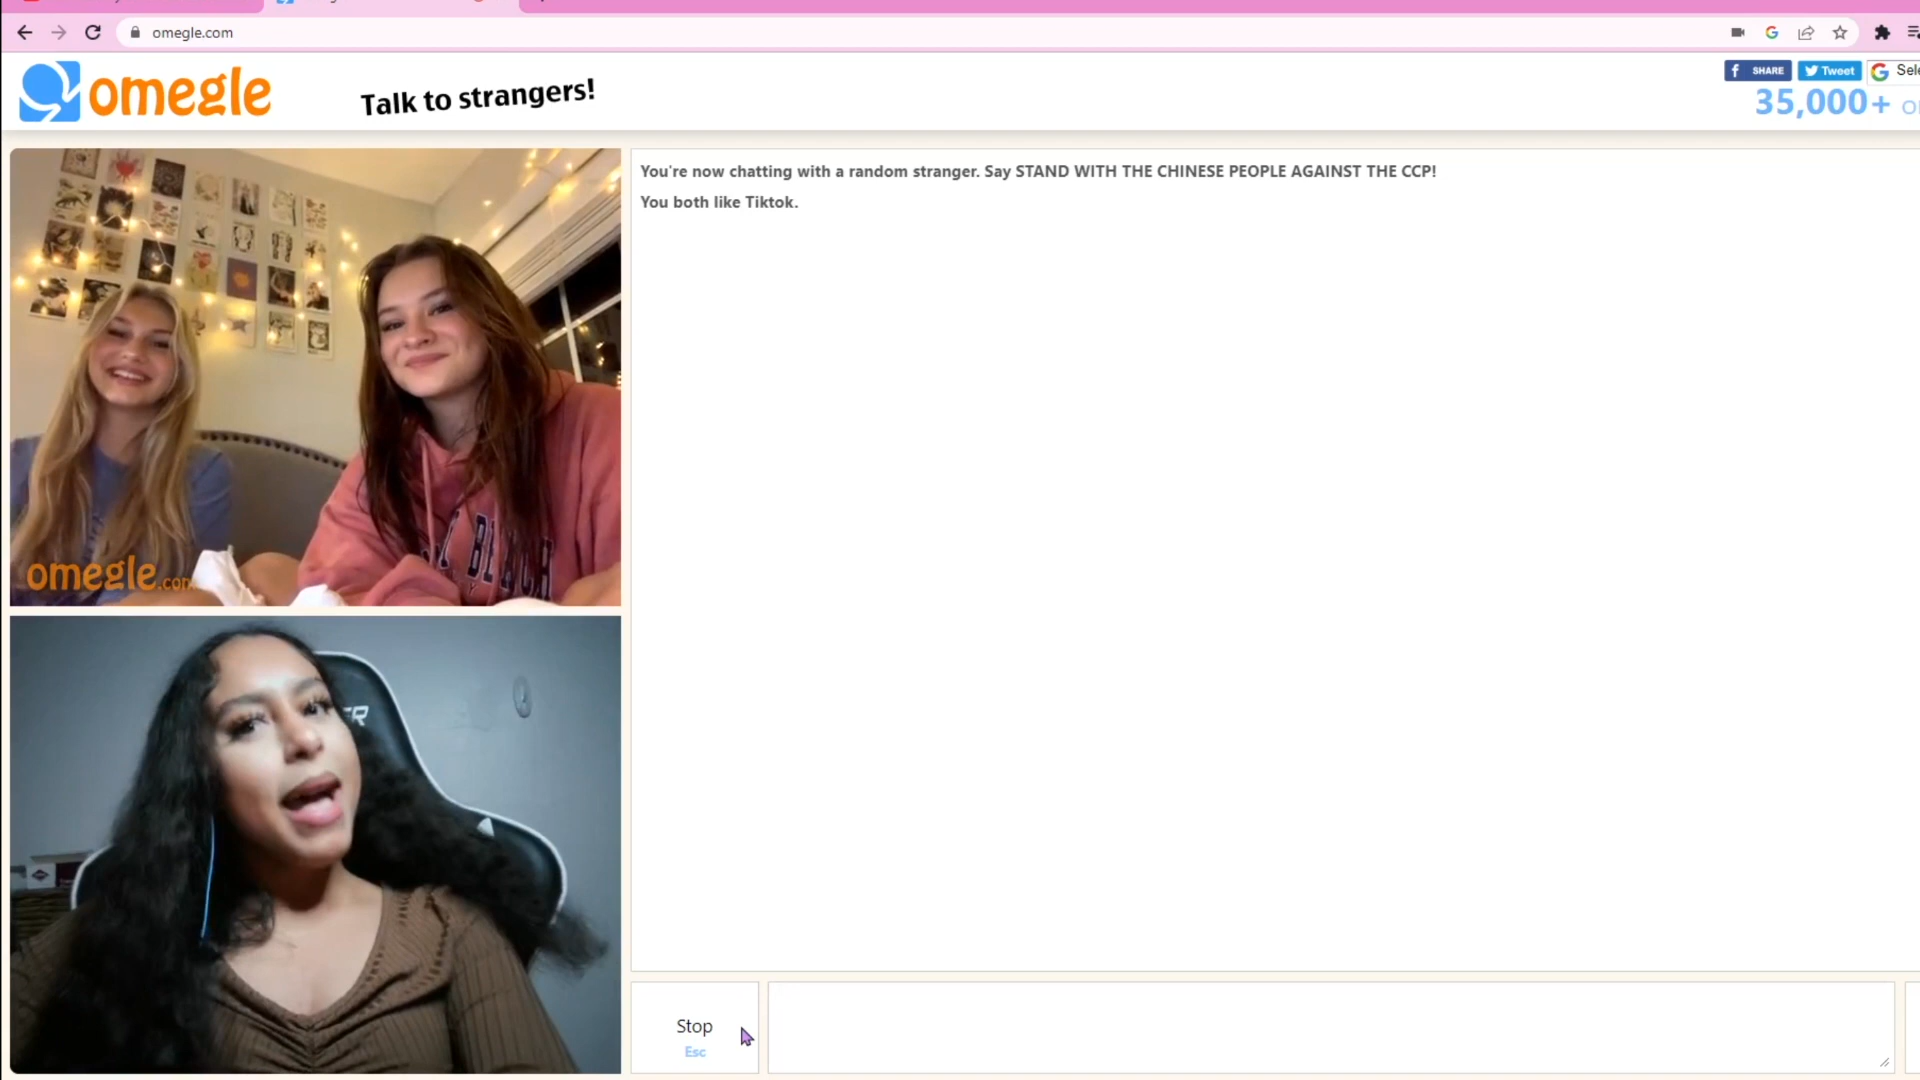 omegle.com
omegle
Talk to strangers!
SHARE
Tweet
35,000+
You're now chatting with a random stranger. Say STAND WITH THE CHINESE PEOPLE AGAINST THE CCP!
You both like Tiktok.
omegle.com
Stop
Esc